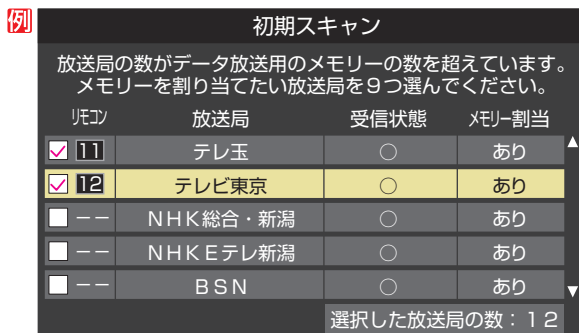 例
初期スキャン
放送局の数がデータ放送用のメモリーの数を超えています。
メモリーを割り当てたい放送局を９つ選んでください。
リモコン 放送局 受信状態 メモリー割当
11 テレ玉 ○ あり
12 テレビ東京 ○ あり
－－ ＮＨＫ総合・新潟 ○ あり
－－ ＮＨＫＥテレ新潟 ○ あり
－－ ＢＳＮ ○ あり
選択した放送局の数：１２